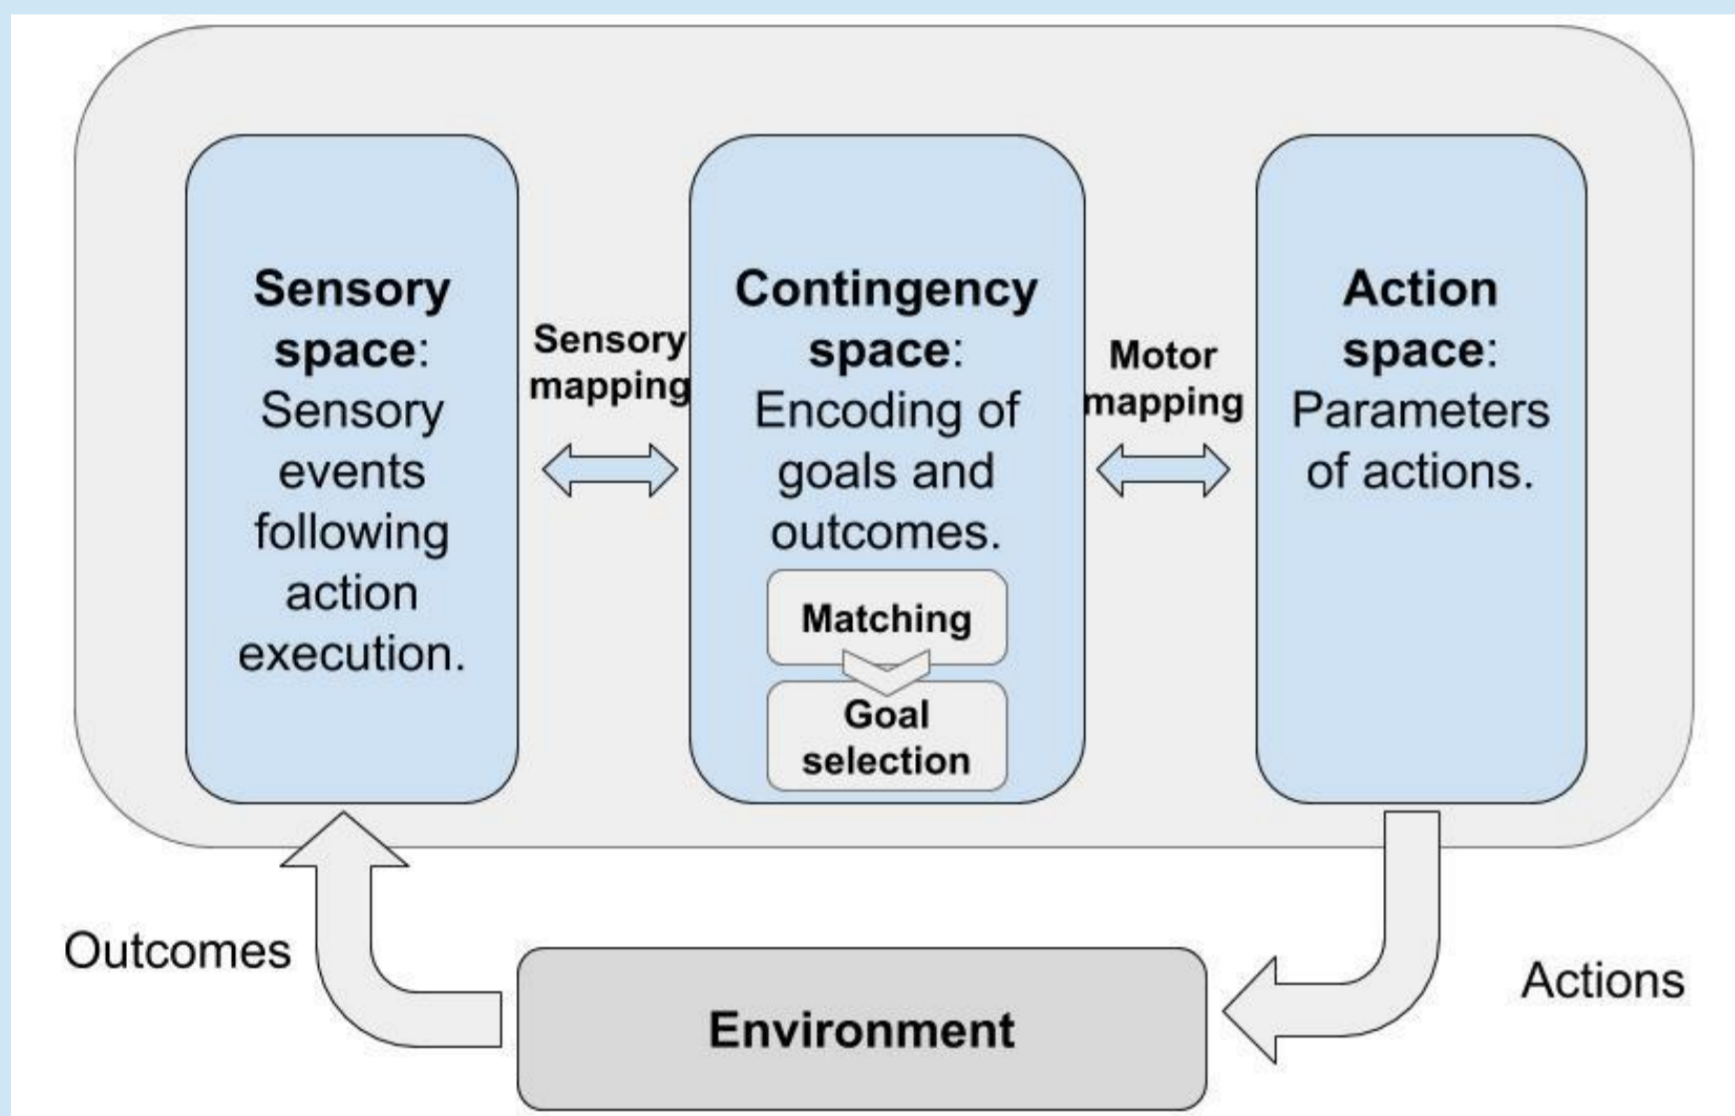 Sensory
space:
Sensory
events
following
action
execution.
Sensory
mapping
Contingency
space:
Encoding of
goals and
outcomes.
Matching
Goal
selection
Motor
mapping
Action
space:
Parameters
of actions.
Outcomes
Environment
Actions